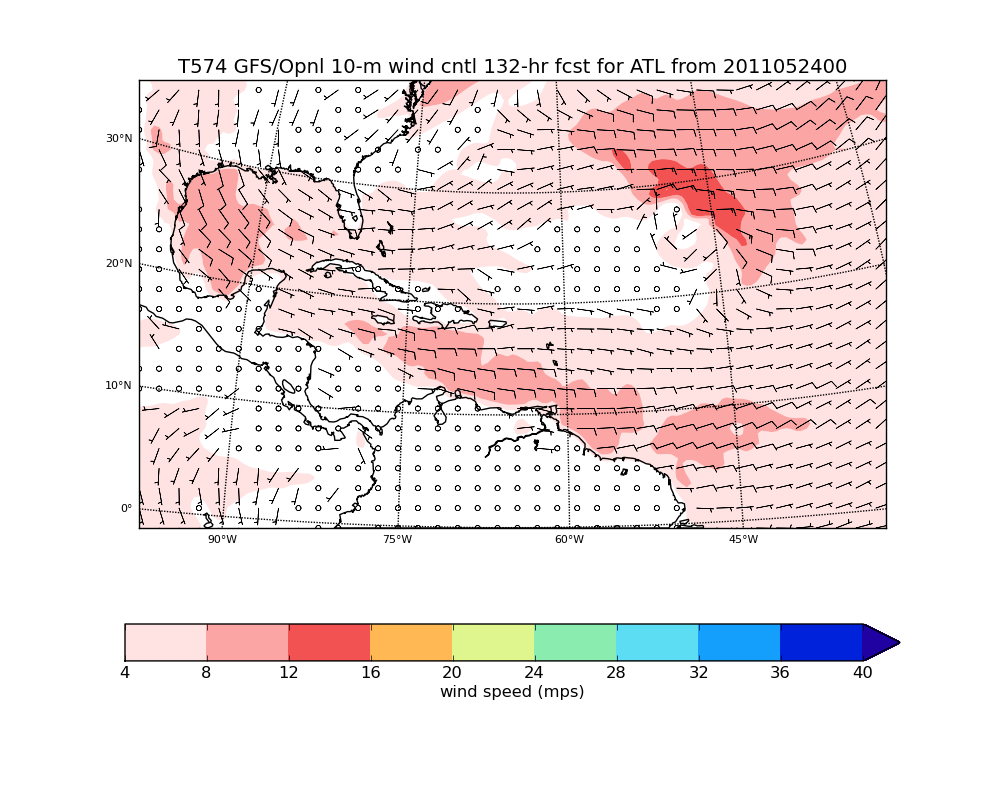 T574 GFS/Opnl 10-m wind cntl 132-hr fcst for ATL from 2011052400
30°N
20°N
10°N
0°
90°W 75°W 60°W 45°W
4 8 12 16 20 24 28 32 36 40
wind speed (mps)